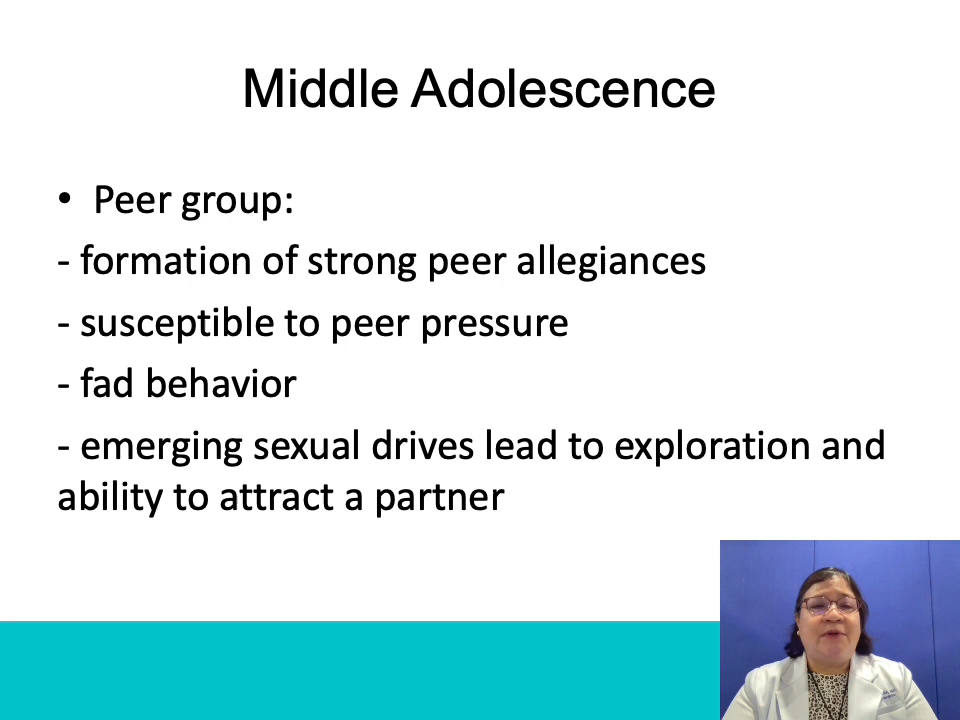 Middle Adolescence
• Peer group:
- formation of strong peer allegiances
- susceptible to peer pressure
- fad behavior
- emerging sexual drives lead to exploration and
ability to attract a partner